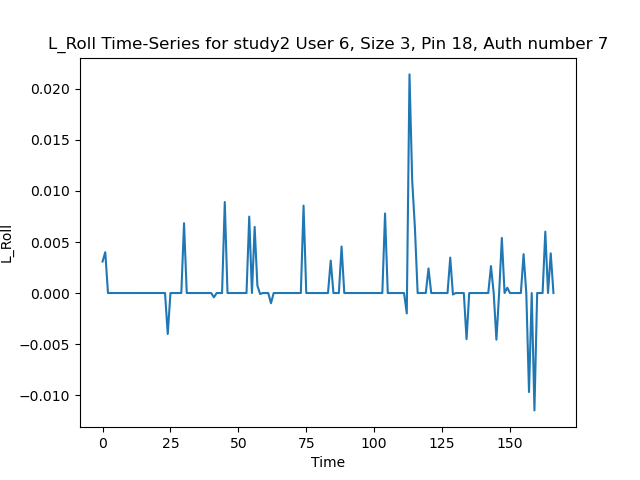 L_Roll Time-Series for study2 User 6, Size 3, Pin 18, Auth number 7
0.020
0.015
0.010
0.005
0.000
−0.005
−0.010
L_Roll
0 25 50 75 100 125 150
Time